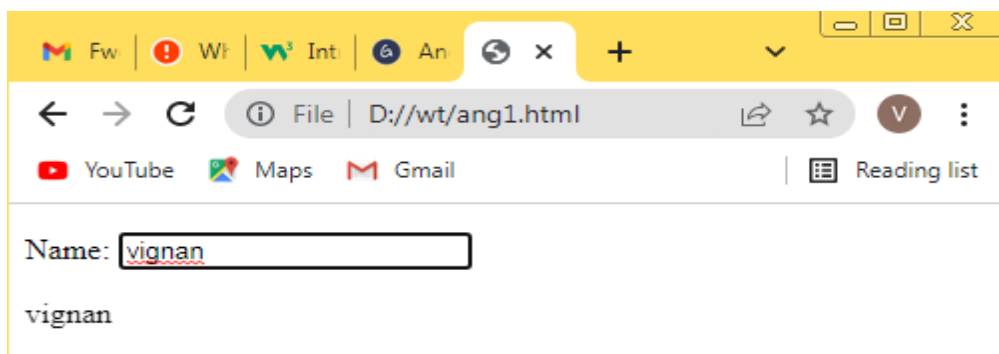 Fw Wh Int An
File D://wt/ang1.html V
YouTube Maps Gmail Reading list
Name: vignan
vignan